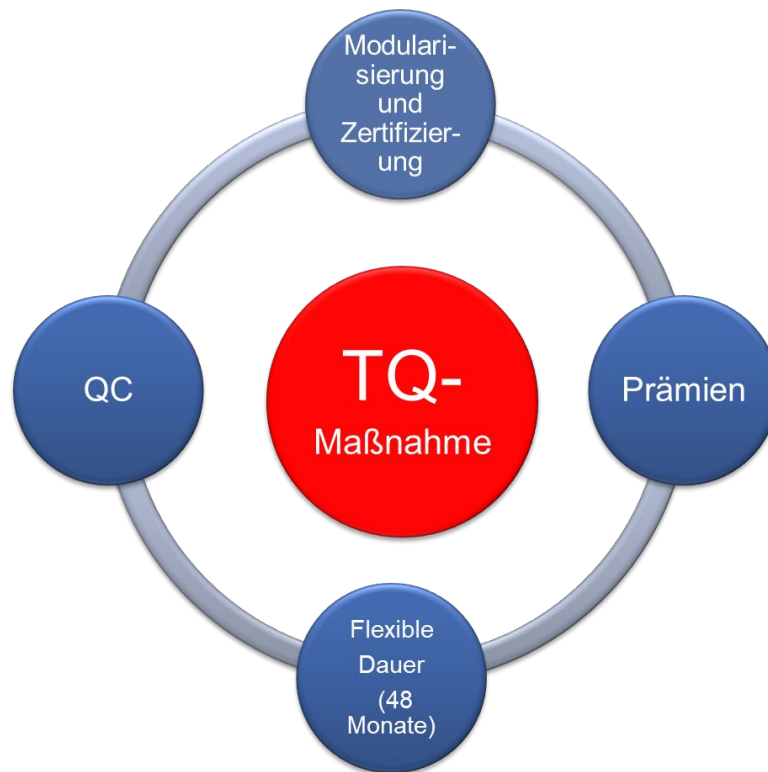 Modulari-
sierung
und
Zertifizier-
ung
QC
TQ-
Maßnahme
Prämien
Flexible
Dauer
(48
Monate)